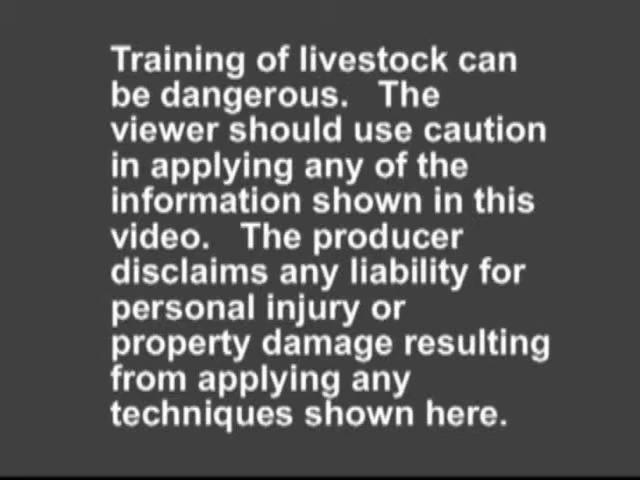 Training of livestock can
be dangerous.   The
viewer should use caution
in applying any of the
information shown in this
video.   The producer
disclaims any liability for
personal injury or
property damage resulting
from applying any
techniques shown here.